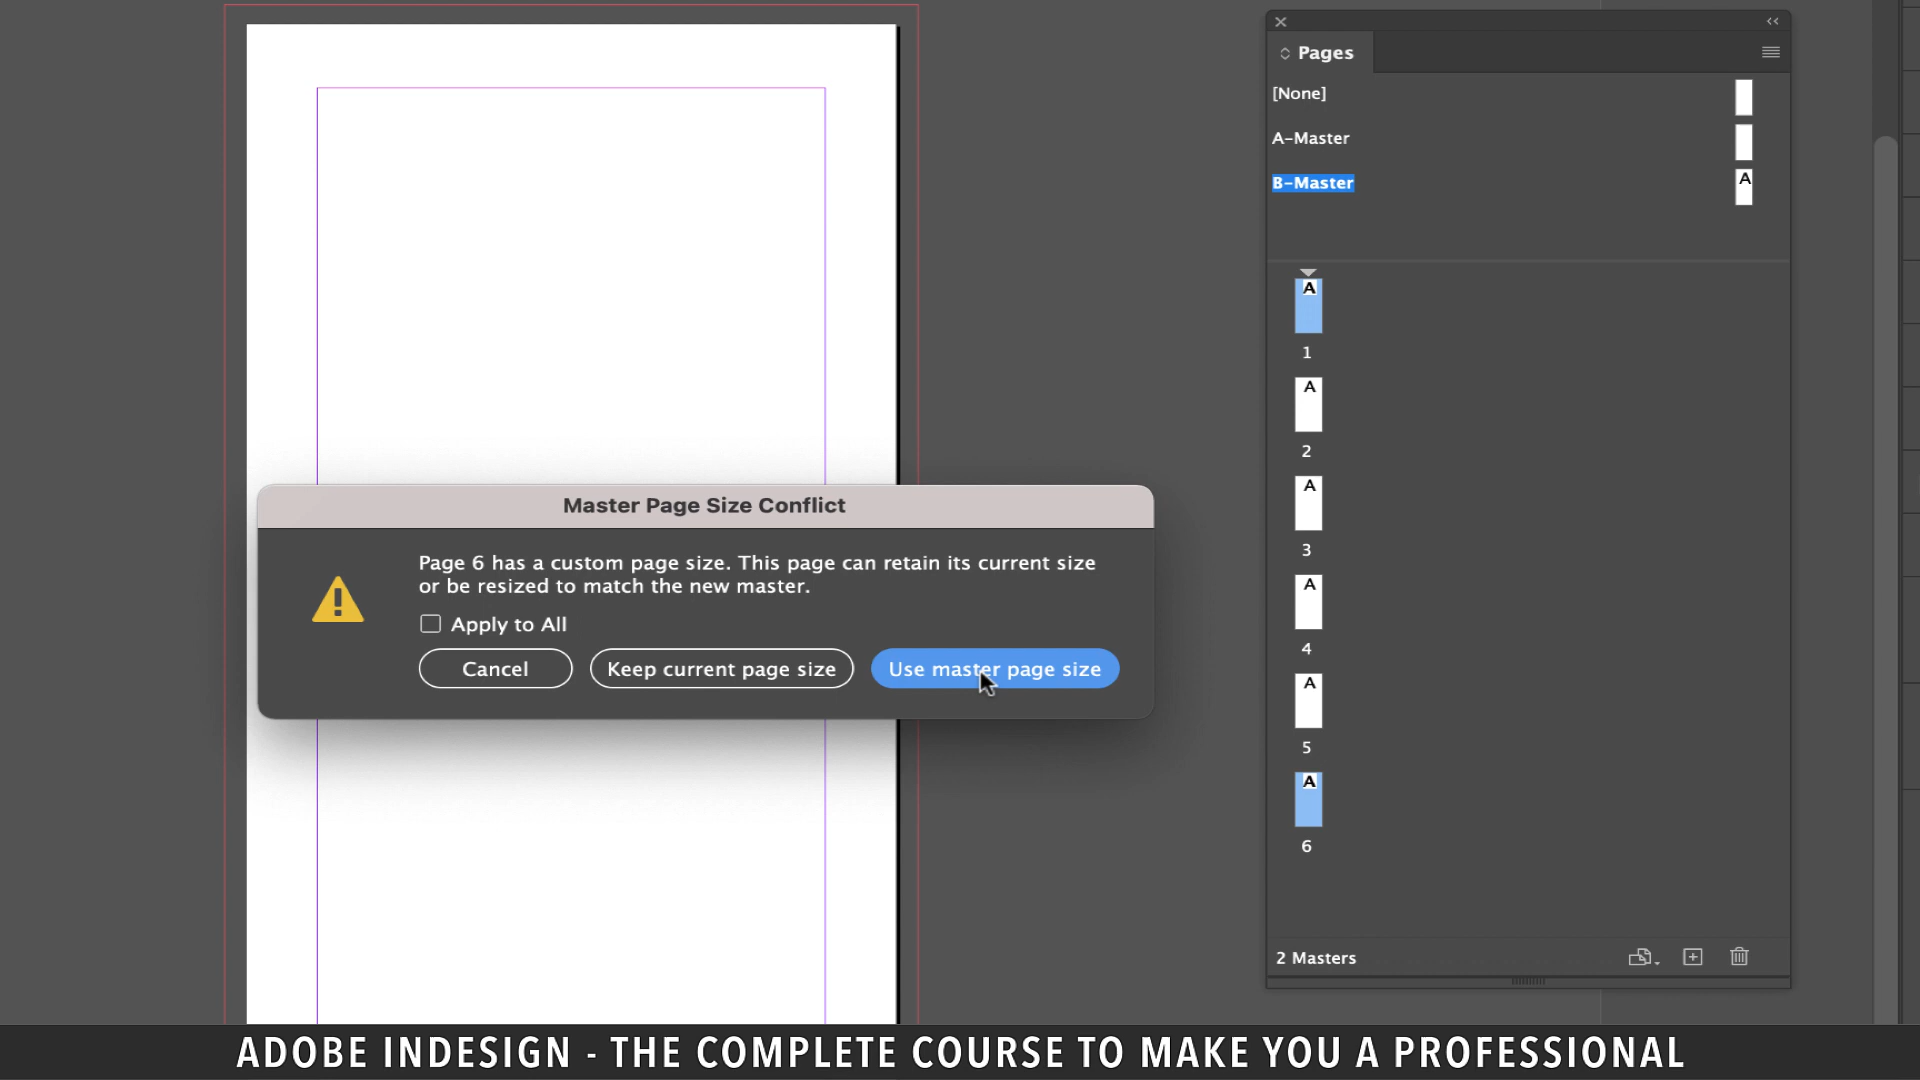 Pages
[None]
A-Master
B-Master
A
A
1
A
2
A
3
A
4
A
5
A
6
2 Masters
Master Page Size Conflict
Page 6 has a custom page size. This page can retain its current size
or be resized to match the new master.
Apply to All
Cancel
Keep current page size
Use master page size
ADOBE INDESIGN - THE COMPLETE COURSE TO MAKE YOU A PROFESSIONAL